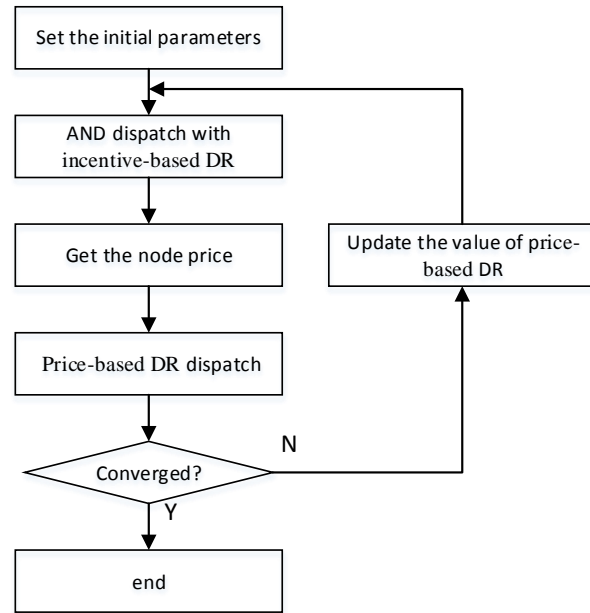 Set the initial parameters
AND dispatch with
incentive-based DR
Get the node price
Update the value of price-
based DR
Price-based DR dispatch
Converged?
N
Y
end